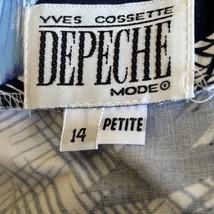 YVES COSSETTE
DEPECHE
MODE©
14 PETITE